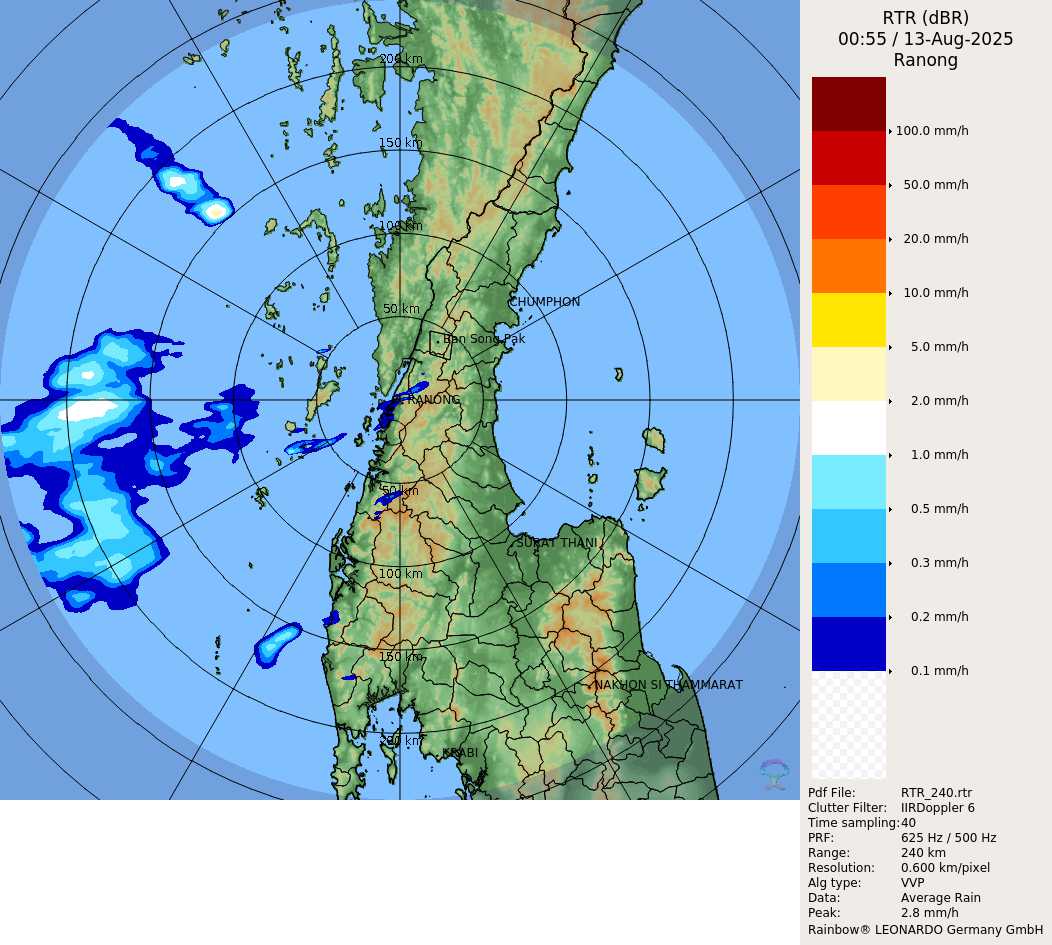 RTR (dBR)
00:55 / 13-Aug-2025
Ranong
100.0 mm/h
50.0 mm/h
20.0 mm/h
10.0 mm/h
5.0 mm/h
2.0 mm/h
1.0 mm/h
0.5 mm/h
0.3 mm/h
0.2 mm/h
0.1 mm/h
200 km
150 km
100 km
50 km
CHUMPHON
Ban Song Pak
RANONG
50 km
SURAT THANI
100 km
150 km
NAKHON SI THAMMARAT
200 km
KRABI
Pdf File: RTR_240.rtr
Clutter Filter: IIRDoppler 6
Time sampling: 40
PRF: 625 Hz / 500 Hz
Range: 240 km
Resolution: 0.600 km/pixel
Alg type: VVP
Data: Average Rain
Peak: 2.8 mm/h
Rainbow® LEONARDO Germany GmbH